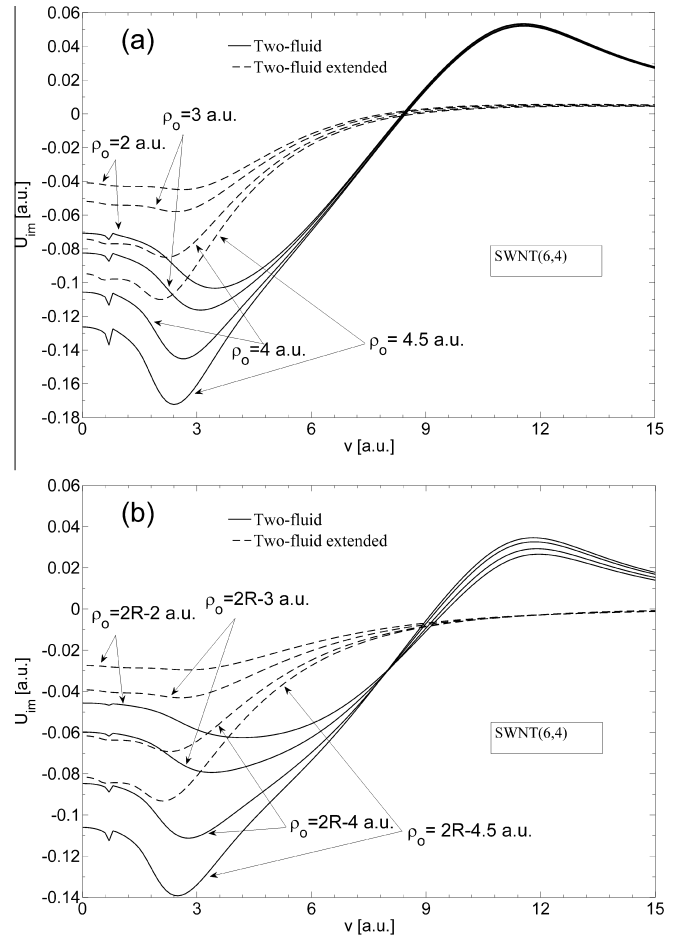 (a)
Two-fluid
Two-fluid extended
ρo=3 a.u.
ρo=2 a.u.
SWNT(6,4)
ρo=4 a.u.
ρo= 4.5 a.u.
Uim [a.u.]
0.06
0.04
0.02
0
-0.02
-0.04
-0.06
-0.08
-0.1
-0.12
-0.14
-0.16
-0.18
0 3 6 9 12 15
v [a.u.]
(b)
Two-fluid
Two-fluid extended
ρo=2R-3 a.u.
ρo=2R-2 a.u.
SWNT(6,4)
ρo=2R-4 a.u.
ρo= 2R-4.5 a.u.
Uim [a.u.]
0.06
0.04
0.02
0
-0.02
-0.04
-0.06
-0.08
-0.1
-0.12
-0.14
0 3 6 9 12 15
v [a.u.]